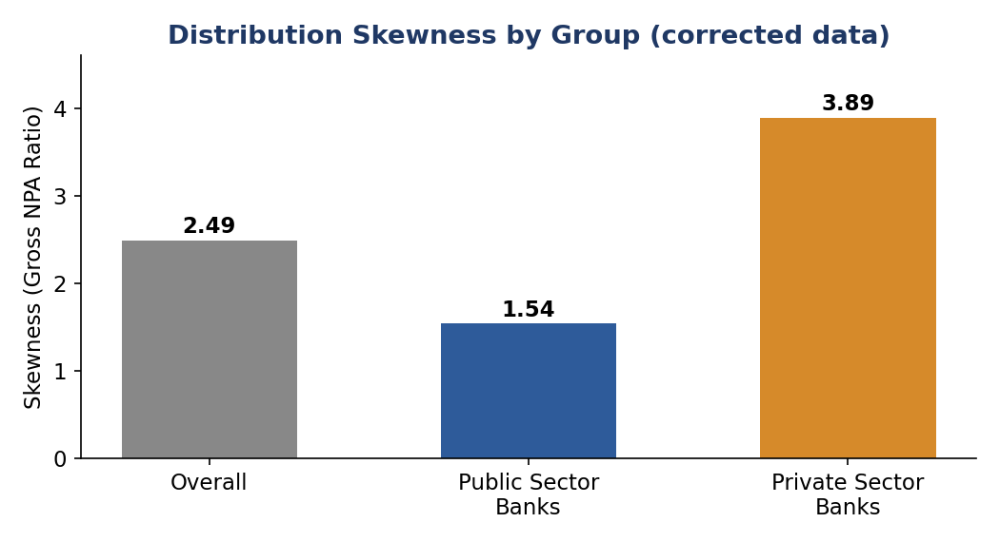 Distribution Skewness by Group (corrected data)
Skewness (Gross NPA Ratio)
4
3
2
1
0
2.49
1.54
3.89
Overall
Public Sector
Banks
Private Sector
Banks